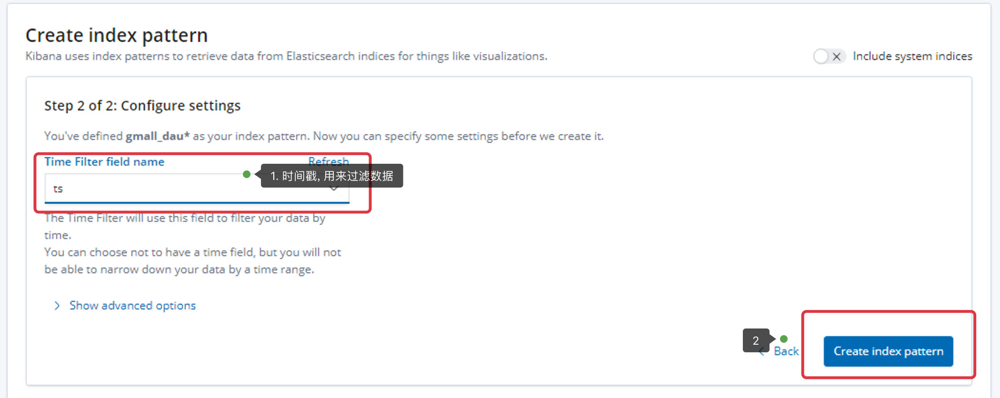 Create index pattern
Kibana uses index patterns to retrieve data from Elasticsearch indices for things like visualizations.
Include system indices
Step 2 of 2: Configure settings
You've defined gmall_dau* as your index pattern. Now you can specify some settings before we create it.
Time Filter field name
Refresh
1. 时间戳, 用来过滤数据
ts
The Time Filter will use this field to filter your data by
time.
You can choose not to have a time field, but you will not
be able to narrow down your data by a time range.
Show advanced options
2
Back
Create index pattern